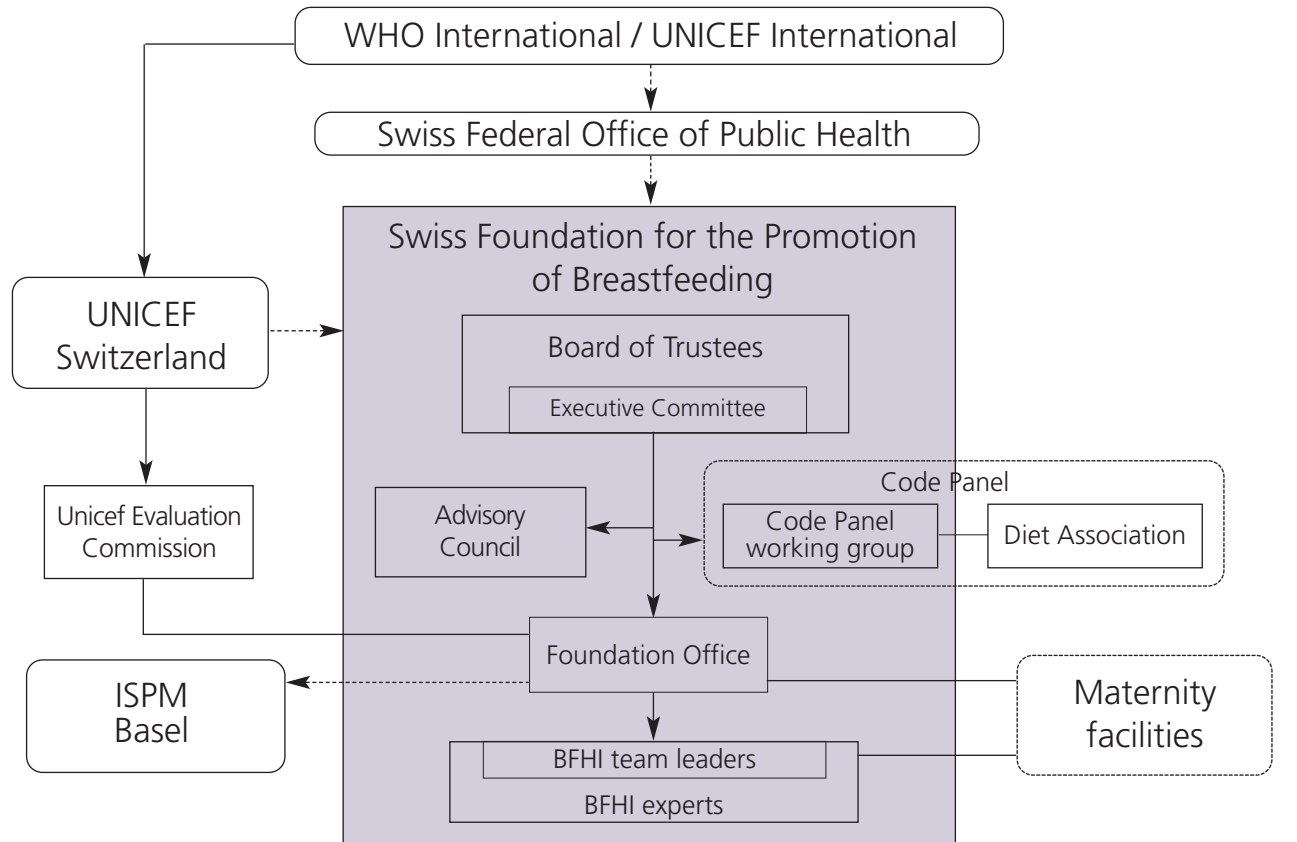 WHO International / UNICEF International
Swiss Federal Office of Public Health
Swiss Foundation for the Promotion
of Breastfeeding
UNICEF
Switzerland
Board of Trustees
Executive Committee
Code Panel
Unicef Evaluation
Commission
Advisory
Council
Code Panel
working group
Diet Association
Foundation Office
ISPM
Basel
Maternity
facilities
BFHI team leaders
BFHI experts